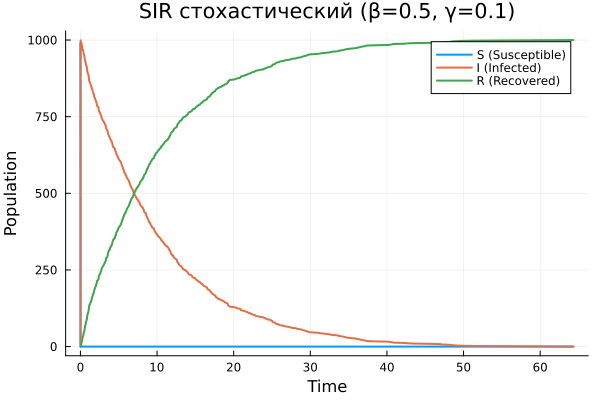 SIR стохастический (β=0.5, γ=0.1)
1000
750
500
250
0
Population
S (Susceptible)
I (Infected)
R (Recovered)
0 10 20 30 40 50 60
Time